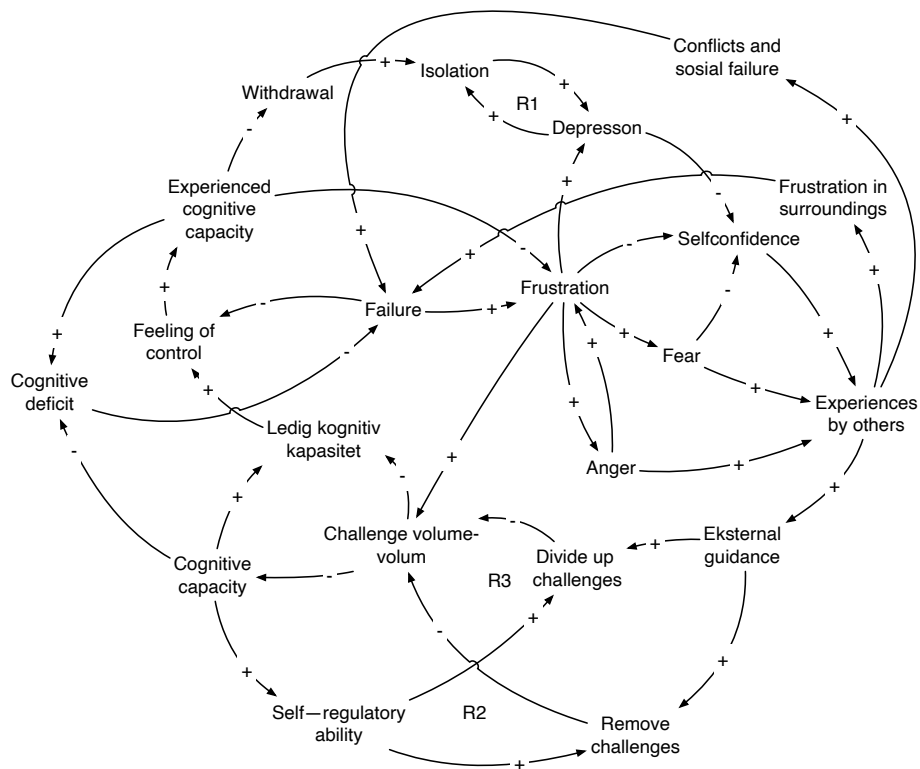 Conflicts and
sosial failure
Isolation
Withdrawal
R1
Depresson
Experienced
cognitive
capacity
Frustration in
surroundings
Selfconfidence
Frustration
Failure
Feeling of
control
Fear
Cognitive
deficit
Experiences
by others
Ledig kognitiv
kapasitet
Anger
Challenge volume-
volum
Eksternal
guidance
Divide up
challenges
R3
Cognitive
capacity
Self—regulatory
ability
R2
Remove
challenges
+
+
+
+
-
+
-
+
-
-
+
+
+
-
-
+
+
+
+
-
+
+
+
+
+
+
-
-
+
+
+
-
+
-
+
-
+
+
+